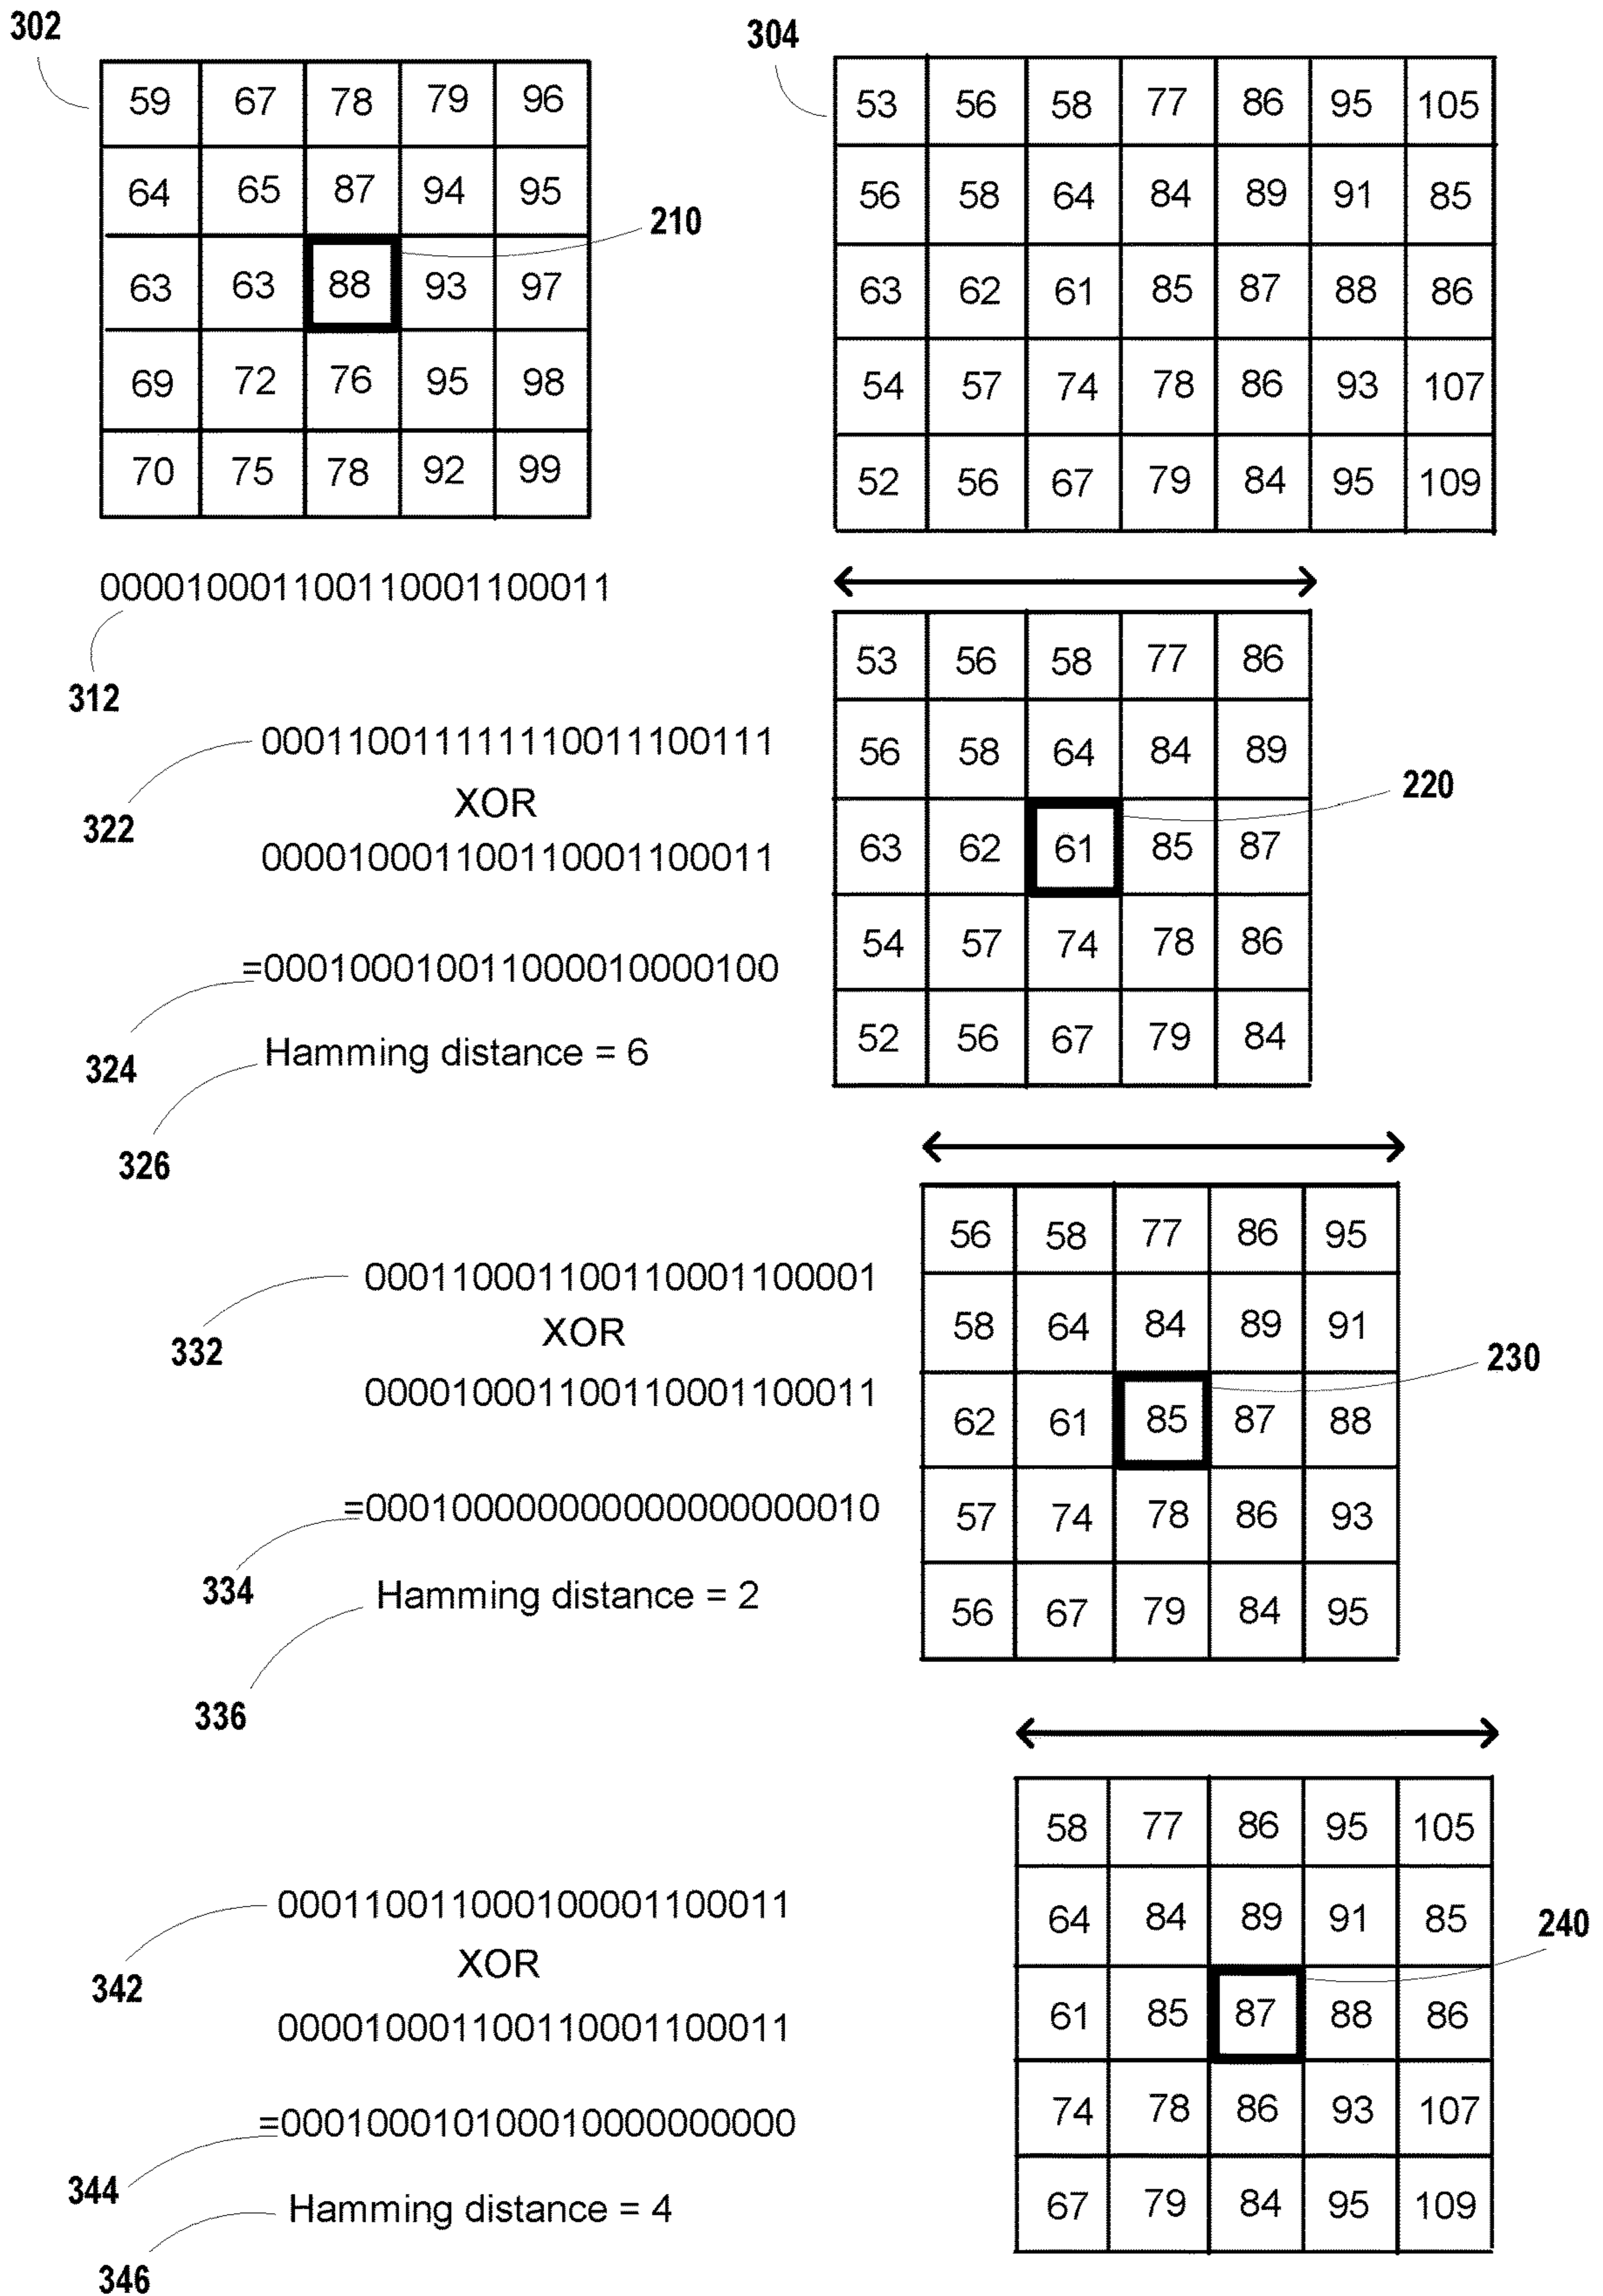 302
59 67 78 79 96
64 65 87 94 95
63 63 88 93 97
69 72 76 95 98
70 75 78 92 99
210
304
53 56 58 77 86 95 105
56 58 64 84 89 91 85
63 62 61 85 87 88 86
54 57 74 78 86 93 107
52 56 67 79 84 95 109
000010001100110001100011
312
000110011111110011100111
322
XOR
000010001100110001100011
=000100010011000010000100
324
Hamming distance = 6
326
53 56 58 77 86
56 58 64 84 89
63 62 61 85 87
54 57 74 78 86
52 56 67 79 84
220
000110001100110001100001
332
XOR
000010001100110001100011
=000100000000000000000010
334
Hamming distance = 2
336
56 58 77 86 95
58 64 84 89 91
62 61 85 87 88
57 74 78 86 93
56 67 79 84 95
230
000110011000100001100011
342
XOR
000010001100110001100011
=000100010100010000000000
344
Hamming distance = 4
346
58 77 86 95 105
64 84 89 91 85
61 85 87 88 86
74 78 86 93 107
67 79 84 95 109
240